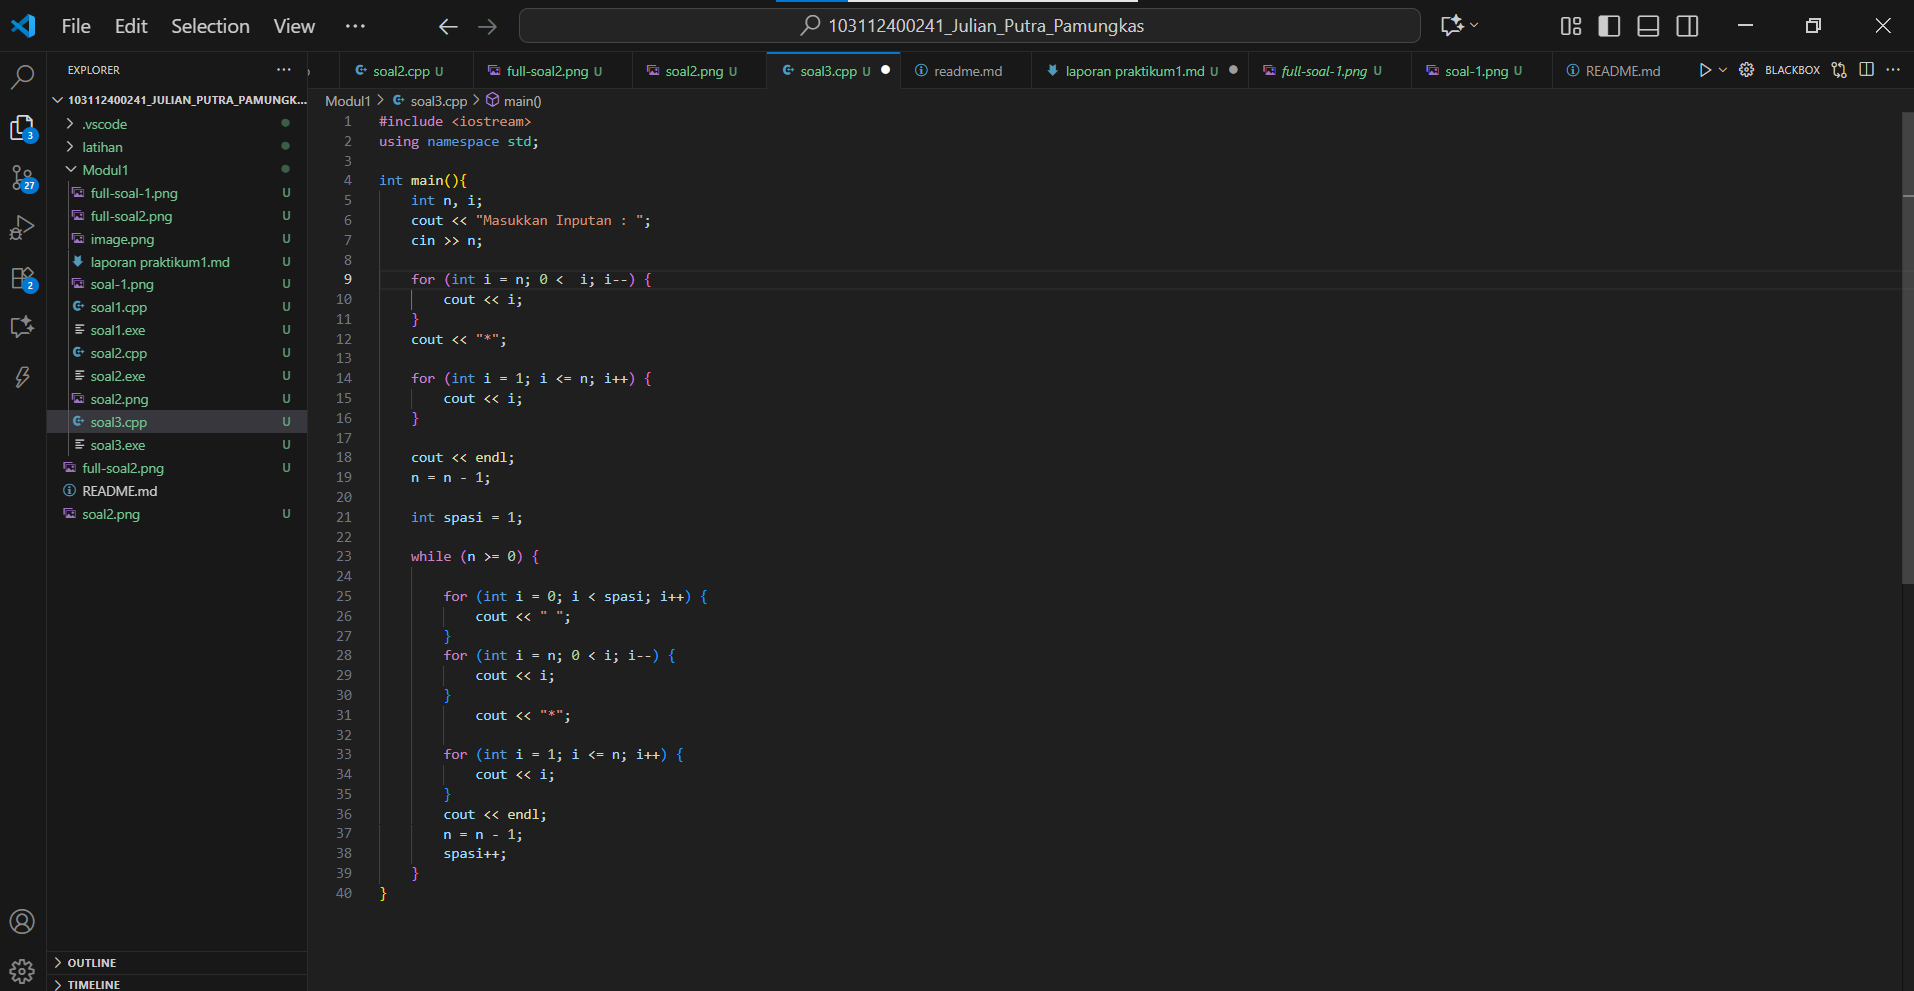 File Edit Selection View ··· 103112400241_Julian_Putra_Pamungkas
EXPLORER ···
soal2.cpp U full-soal2.png U soal2.png U soal3.cpp U readme.md laporan praktikum1.md U full-soal-1.png U soal-1.png U README.md BLACKBOX ···
103112400241_JULIAN_PUTRA_PAMUNGK...
.vscode
latihan
Modul1
full-soal-1.png U
full-soal2.png U
image.png U
laporan praktikum1.md U
soal-1.png U
soal1.cpp U
soal1.exe U
soal2.cpp U
soal2.exe U
soal2.png U
soal3.cpp U
soal3.exe U
full-soal2.png U
README.md
soal2.png U
OUTLINE
TIMELINE
3
27
2
Modul1 > soal3.cpp > main()
1 #include <iostream>
2 using namespace std;
3
4 int main(){
5     int n, i;
6     cout << "Masukkan Inputan : ";
7     cin >> n;
8
9     for (int i = n; 0 <  i; i--) {
10         cout << i;
11     }
12     cout << "*";
13
14     for (int i = 1; i <= n; i++) {
15         cout << i;
16     }
17
18     cout << endl;
19     n = n - 1;
20
21     int spasi = 1;
22
23     while (n >= 0) {
24
25         for (int i = 0; i < spasi; i++) {
26             cout << " ";
27         }
28         for (int i = n; 0 < i; i--) {
29             cout << i;
30         }
31             cout << "*";
32
33         for (int i = 1; i <= n; i++) {
34             cout << i;
35         }
36         cout << endl;
37         n = n - 1;
38         spasi++;
39     }
40 }